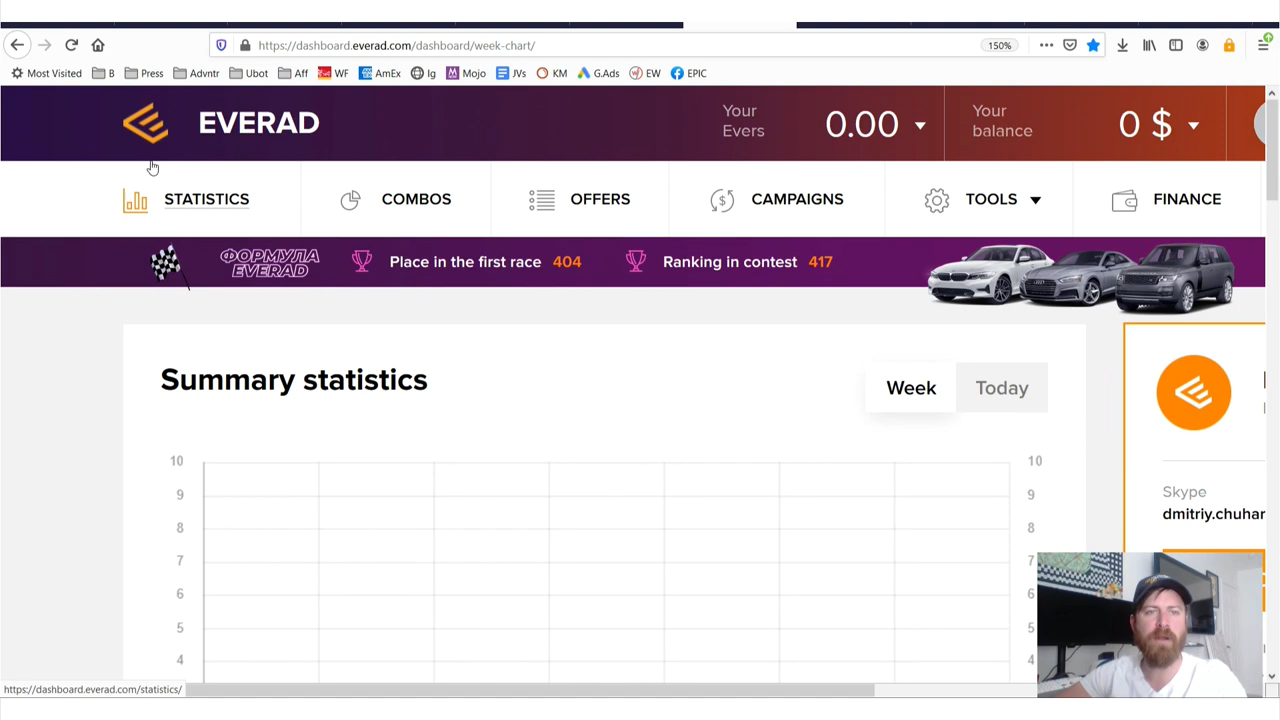 https://dashboard.everad.com/dashboard/week-chart/
150%
Most Visited B Press Advntr Ubot Aff WF AmEx Ig Mojo JVs KM G.Ads EW EPIC
EVERAD
Your Evers
0.00
Your balance
0 $
STATISTICS COMBOS OFFERS CAMPAIGNS TOOLS FINANCE
ФОРМУЛА
EVERAD
Place in the first race 404
Ranking in contest 417
Summary statistics
Week Today
10 10
9 9
8 8
7 7
6 6
5 5
4 4
Skype
dmitriy.chuhar
https://dashboard.everad.com/statistics/